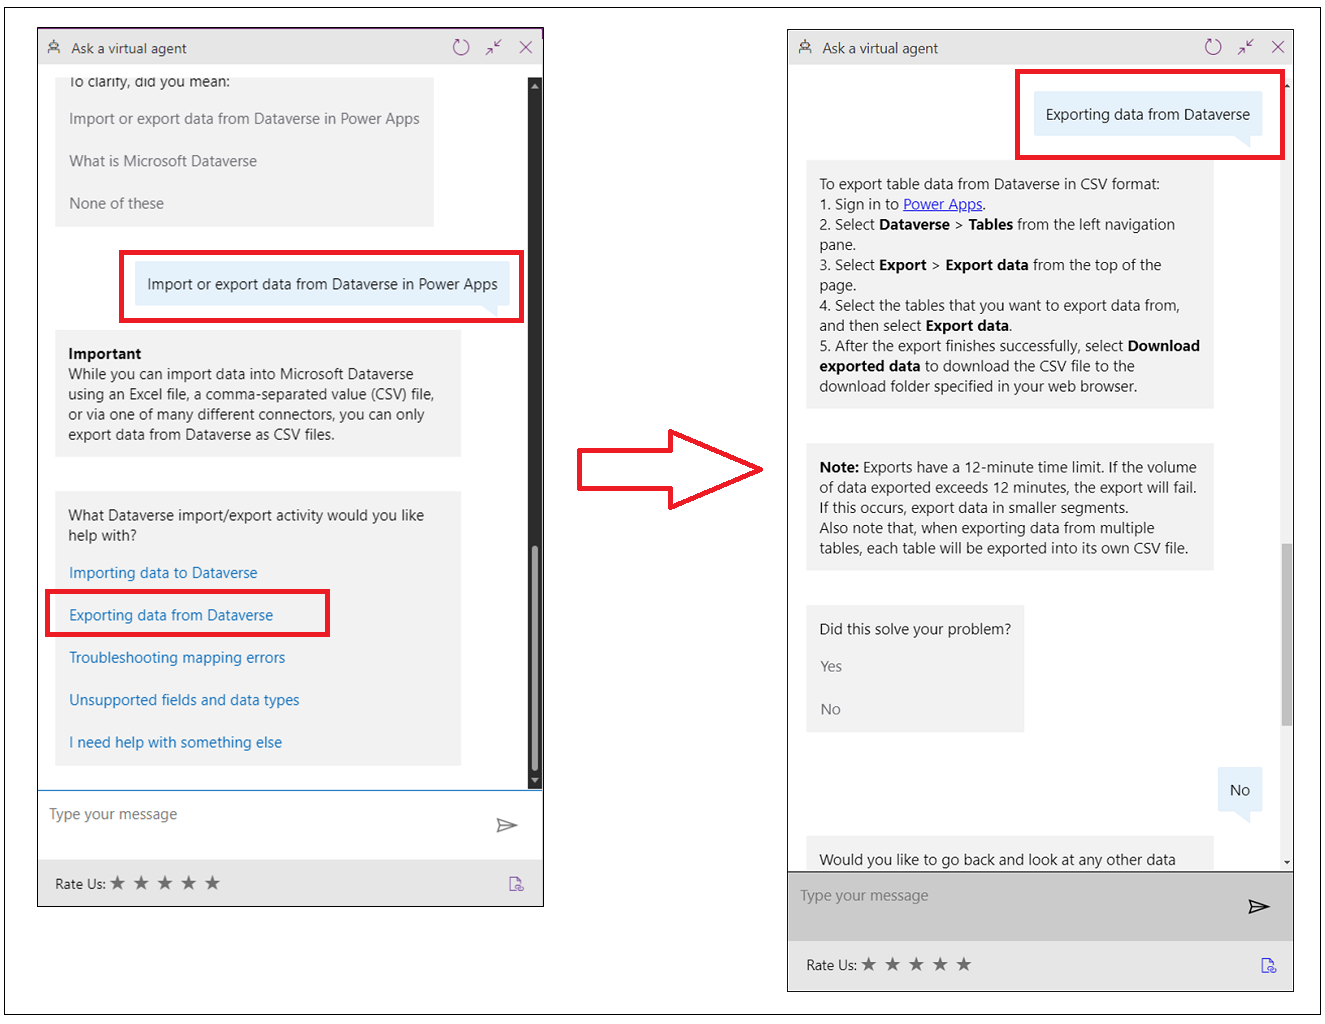 Ask a virtual agent
To clarify, did you mean:
Import or export data from Dataverse in Power Apps
What is Microsoft Dataverse
None of these
Import or export data from Dataverse in Power Apps
Important
While you can import data into Microsoft Dataverse
using an Excel file, a comma-separated value (CSV) file,
or via one of many different connectors, you can only
export data from Dataverse as CSV files.
What Dataverse import/export activity would you like
help with?
Importing data to Dataverse
Exporting data from Dataverse
Troubleshooting mapping errors
Unsupported fields and data types
I need help with something else
Type your message
Rate Us:
Ask a virtual agent
Exporting data from Dataverse
To export table data from Dataverse in CSV format:
1. Sign in to Power Apps.
2. Select Dataverse > Tables from the left navigation
pane.
3. Select Export > Export data from the top of the
page.
4. Select the tables that you want to export data from,
and then select Export data.
5. After the export finishes successfully, select Download
exported data to download the CSV file to the
download folder specified in your web browser.
Note: Exports have a 12-minute time limit. If the volume
of data exported exceeds 12 minutes, the export will fail.
If this occurs, export data in smaller segments.
Also note that, when exporting data from multiple
tables, each table will be exported into its own CSV file.
Did this solve your problem?
Yes
No
No
Would you like to go back and look at any other data
Type your message
Rate Us: